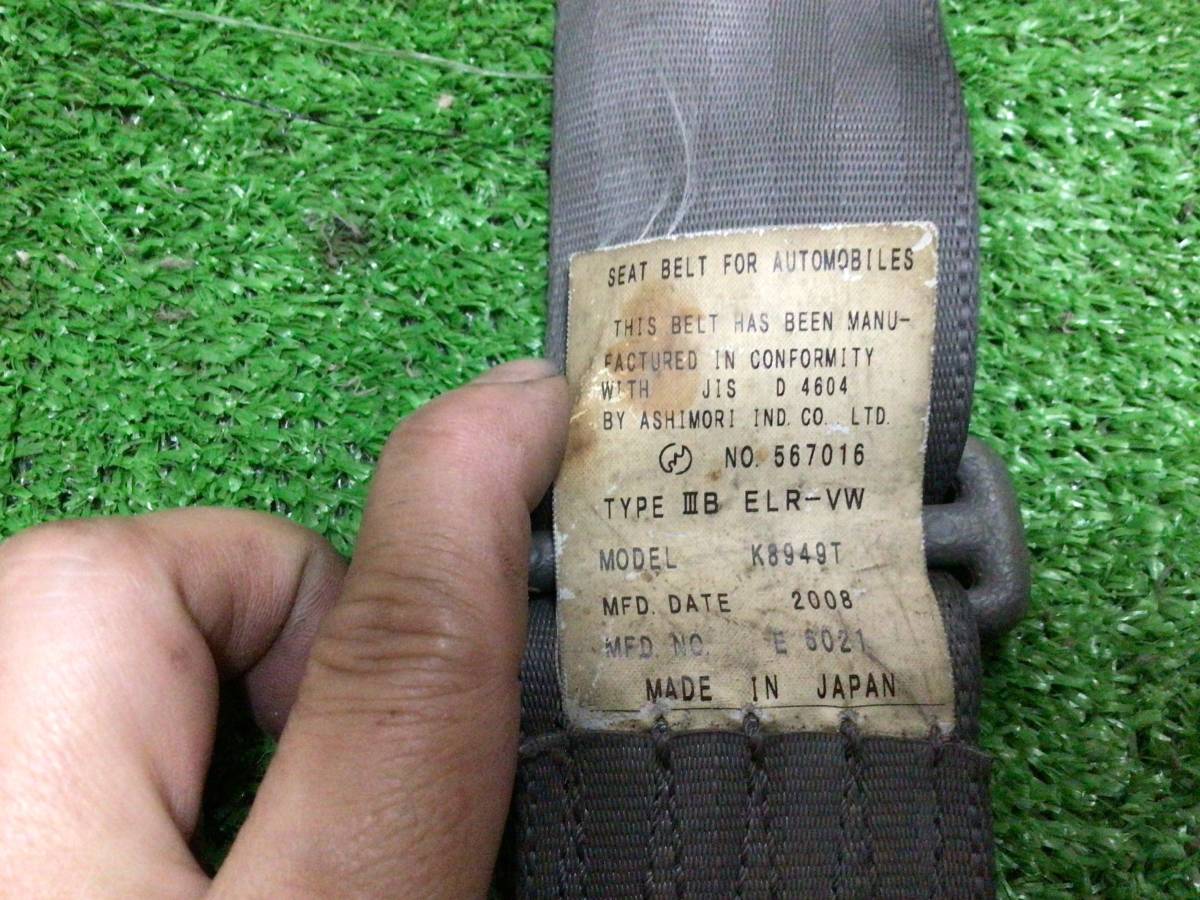 SEAT BELT FOR AUTOMOBILES
THIS BELT HAS BEEN MANU-
FACTURED IN CONFORMITY
WITH JIS D 4604
BY ASHIMORI IND. CO., LTD.
NO. 567016
TYPE ⅢB ELR-VW
MODEL K8949T
MFD. DATE 2008
MFD. NO. E 6021
MADE IN JAPAN